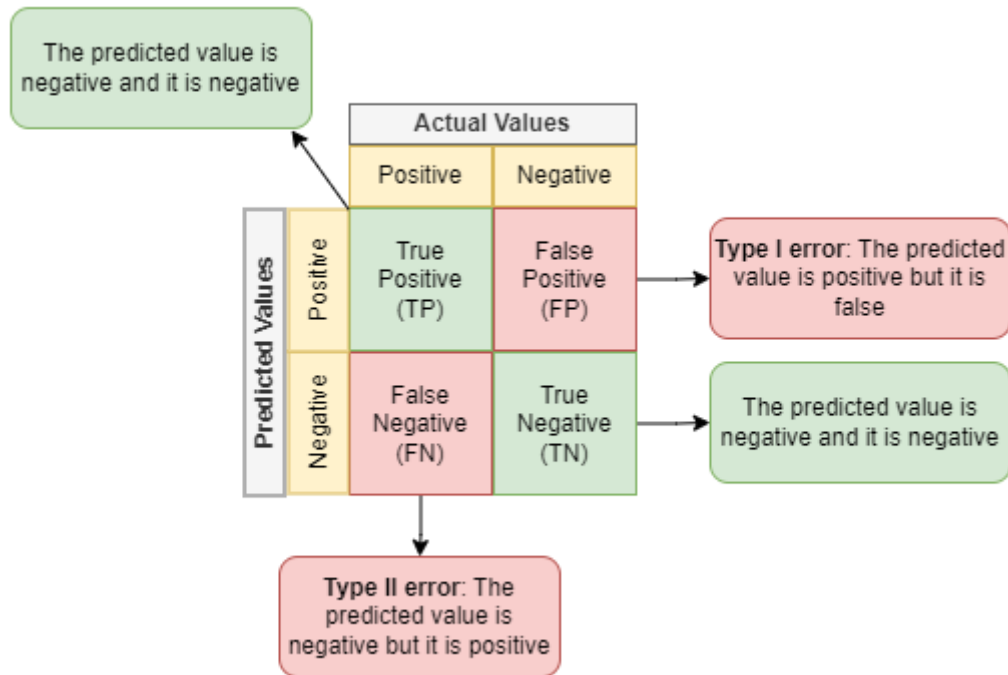 The predicted value is
negative and it is negative
Actual Values
Positive
Negative
Predicted Values
Positive
True
Positive
(TP)
False
Positive
(FP)
Type I error: The predicted
value is positive but it is
false
Negative
False
Negative
(FN)
True
Negative
(TN)
The predicted value is
negative and it is negative
Type II error: The
predicted value is
negative but it is positive